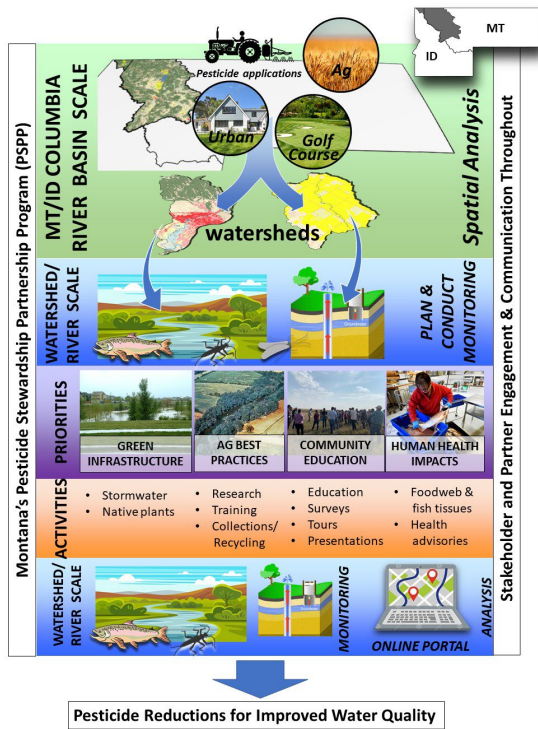 MT
ID
Pesticide applications
Ag
Urban
Golf
Course
MT/ID COLUMBIA
RIVER BASIN SCALE
Spatial Analysis
watersheds
Montana's Pesticide Stewardship Partnership Program (PSPP)
Stakeholder and Partner Engagement & Communication Throughout
WATERSHED/
RIVER SCALE
PLAN &
CONDUCT
MONITORING
PRIORITIES
GREEN
INFRASTRUCTURE
AG BEST
PRACTICES
COMMUNITY
EDUCATION
HUMAN HEALTH
IMPACTS
ACTIVITIES
• Stormwater
• Native plants
• Research
• Training
• Collections/
Recycling
• Education
• Surveys
• Tours
• Presentations
• Foodweb &
fish tissues
• Health
advisories
WATERSHED/
RIVER SCALE
MONITORING
ONLINE PORTAL
ANALYSIS
Pesticide Reductions for Improved Water Quality